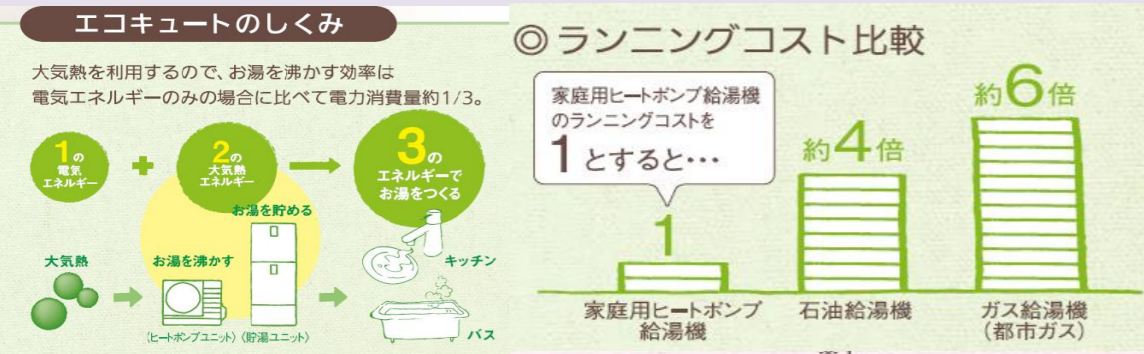 エコキュートのしくみ
大気熱を利用するので、お湯を沸かす効率は
電気エネルギーのみの場合に比べて電力消費量約1/3。
1の
電気
エネルギー
2の
大気熱
エネルギー
3の
エネルギーで
お湯をつくる
お湯を貯める
大気熱
お湯を沸かす
キッチン
バス
〈ヒートポンプユニット〉〈貯湯ユニット〉
◎ランニングコスト比較
家庭用ヒートポンプ給湯機
のランニングコストを
1とすると…
1
約4倍
約6倍
家庭用ヒートポンプ
給湯機
石油給湯機
ガス給湯機
（都市ガス）